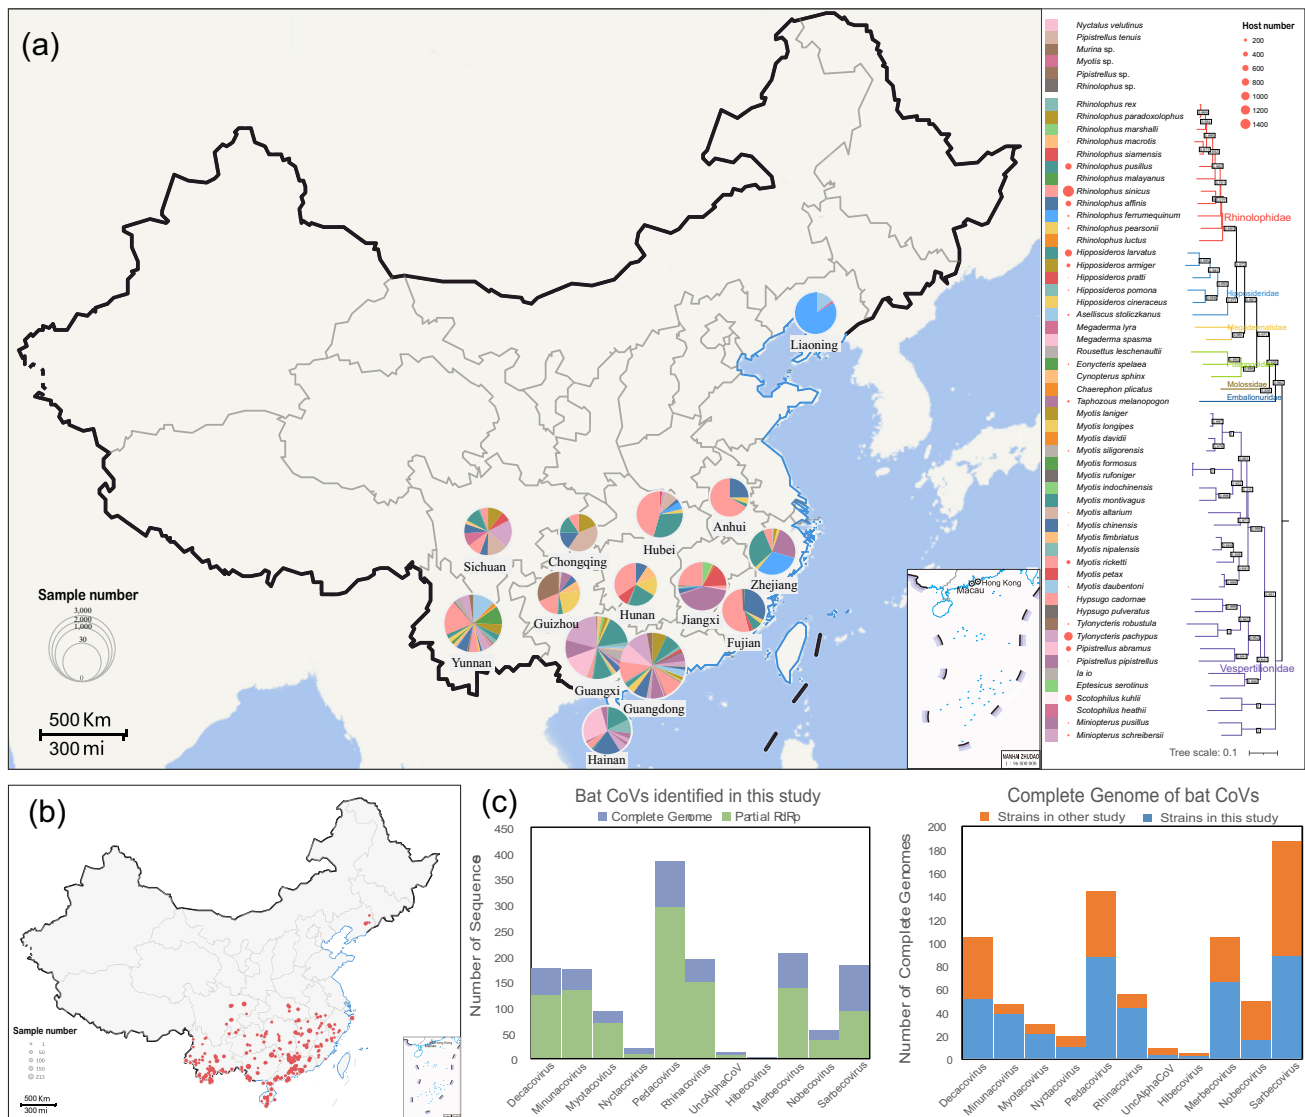 (a)
Liaoning
Anhui
Hubei
Chongqing
Sichuan
Zhejiang
Hunan
Jiangxi
Guizhou
Fujian
Yunnan
Guangxi
Guangdong
Hainan
Sample number
3,000
2,000
1,000
30
0
500 Km
300 mi
Hong Kong
Macau
NANHAI ZHUDAO
Nyctalus velutinus
Pipistrellus tenuis
Murina sp.
Myotis sp.
Pipistrellus sp.
Rhinolophus sp.
Rhinolophus rex
Rhinolophus paradoxolophus
Rhinolophus marshalli
Rhinolophus macrotis
Rhinolophus siamensis
Rhinolophus pusillus
Rhinolophus malayanus
Rhinolophus sinicus
Rhinolophus affinis
Rhinolophus ferrumequinum
Rhinolophus pearsonii
Rhinolophus luctus
Hipposideros larvatus
Hipposideros armiger
Hipposideros pratti
Hipposideros pomona
Hipposideros cineraceus
Aselliscus stoliczkanus
Megaderma lyra
Megaderma spasma
Rousettus leschenaultii
Eonycteris spelaea
Cynopterus sphinx
Chaerephon plicatus
Taphozous melanopogon
Myotis laniger
Myotis longipes
Myotis davidii
Myotis siligorensis
Myotis formosus
Myotis rufoniger
Myotis indochinensis
Myotis montivagus
Myotis altarium
Myotis chinensis
Myotis fimbriatus
Myotis nipalensis
Myotis ricketti
Myotis petax
Myotis daubentoni
Hypsugo cadornae
Hypsugo pulveratus
Tylonycteris robustula
Tylonycteris pachypus
Pipistrellus abramus
Pipistrellus pipistrellus
Ia io
Eptesicus serotinus
Scotophilus kuhlii
Scotophilus heathii
Miniopterus pusillus
Miniopterus schreibersii
Host number
200
400
600
800
1000
1200
1400
Rhinolophidae
Hipposideridae
Megadermatidae
Molossidae
Emballonuridae
Vespertilionidae
Tree scale: 0.1
(b)
Sample number
1
50
100
150
213
500 Km
300 mi
(c)
Bat CoVs identified in this study
Complete Genome
Partial RdRp
Number of Sequence
450
400
350
300
250
200
150
100
50
0
Decacovirus
Minunacovirus
Myotacovirus
Nyctacovirus
Pedacovirus
Rhinacovirus
UncAlphaCoV
Hibecovirus
Merbecovirus
Nobecovirus
Sarbecovirus
Complete Genome of bat CoVs
Strains in other study
Strains in this study
Number of Complete Genomes
200
180
160
140
120
100
80
60
40
20
0
Decacovirus
Minunacovirus
Myotacovirus
Nyctacovirus
Pedacovirus
Rhinacovirus
UncAlphaCoV
Hibecovirus
Merbecovirus
Nobecovirus
Sarbecovirus